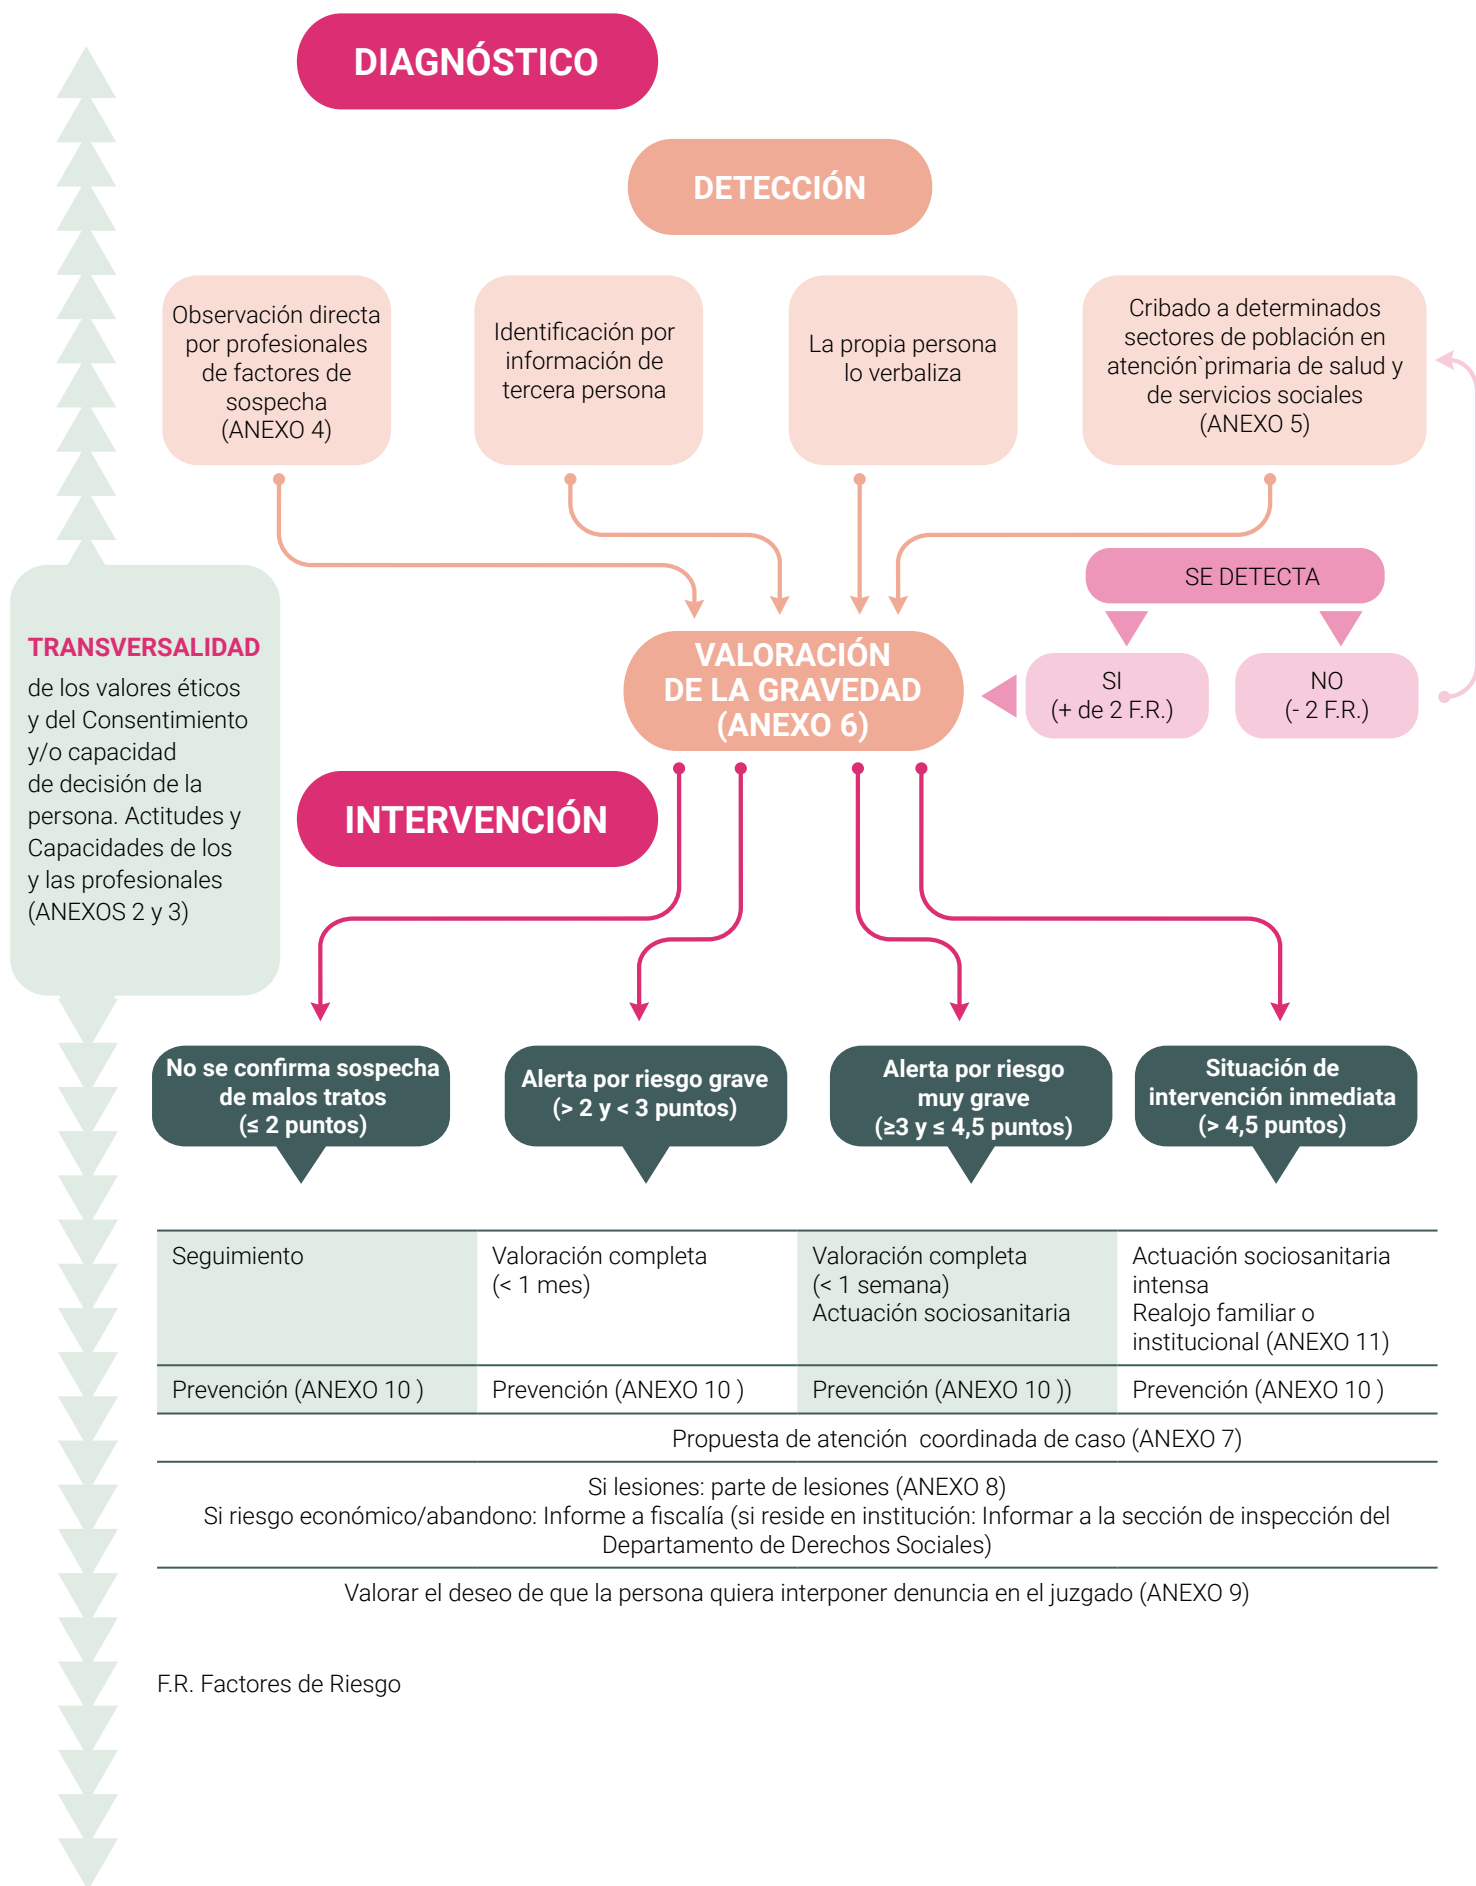 DIAGNÓSTICO
DETECCIÓN
Observación directa
por profesionales
de factores de
sospecha
(ANEXO 4)
Identificación por
información de
tercera persona
La propia persona
lo verbaliza
Cribado a determinados
sectores de población en
atención`primaria de salud y
de servicios sociales
(ANEXO 5)
SE DETECTA
SI
(+ de 2 F.R.)
NO
(- 2 F.R.)
VALORACIÓN
DE LA GRAVEDAD
(ANEXO 6)
TRANSVERSALIDAD
de los valores éticos
y del Consentimiento
y/o capacidad
de decisión de la
persona. Actitudes y
Capacidades de los
y las profesionales
(ANEXOS 2 y 3)
INTERVENCIÓN
No se confirma sospecha
de malos tratos
(≤ 2 puntos)
Alerta por riesgo grave
(> 2 y < 3 puntos)
Alerta por riesgo
muy grave
(≥3 y ≤ 4,5 puntos)
Situación de
intervención inmediata
(> 4,5 puntos)
Seguimiento
Valoración completa
(< 1 mes)
Valoración completa
(< 1 semana)
Actuación sociosanitaria
Actuación sociosanitaria
intensa
Realojo familiar o
institucional (ANEXO 11)
Prevención (ANEXO 10 )
Prevención (ANEXO 10 )
Prevención (ANEXO 10 ))
Prevención (ANEXO 10 )
Propuesta de atención  coordinada de caso (ANEXO 7)
Si lesiones: parte de lesiones (ANEXO 8)
Si riesgo económico/abandono: Informe a fiscalía (si reside en institución: Informar a la sección de inspección del
Departamento de Derechos Sociales)
Valorar el deseo de que la persona quiera interponer denuncia en el juzgado (ANEXO 9)
F.R. Factores de Riesgo